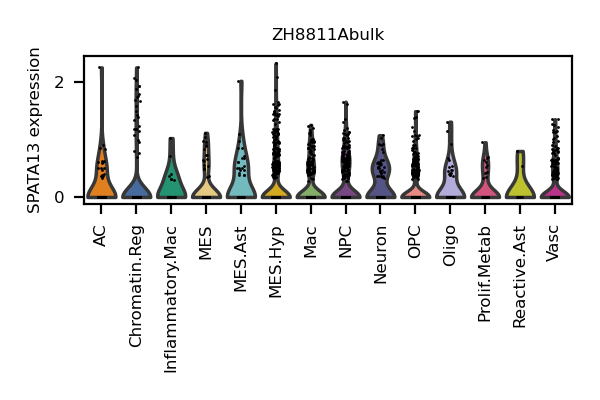 ZH8811Abulk
SPATA13 expression
2
0
AC
Chromatin.Reg
Inflammatory.Mac
MES
MES.Ast
MES.Hyp
Mac
NPC
Neuron
OPC
Oligo
Prolif.Metab
Reactive.Ast
Vasc